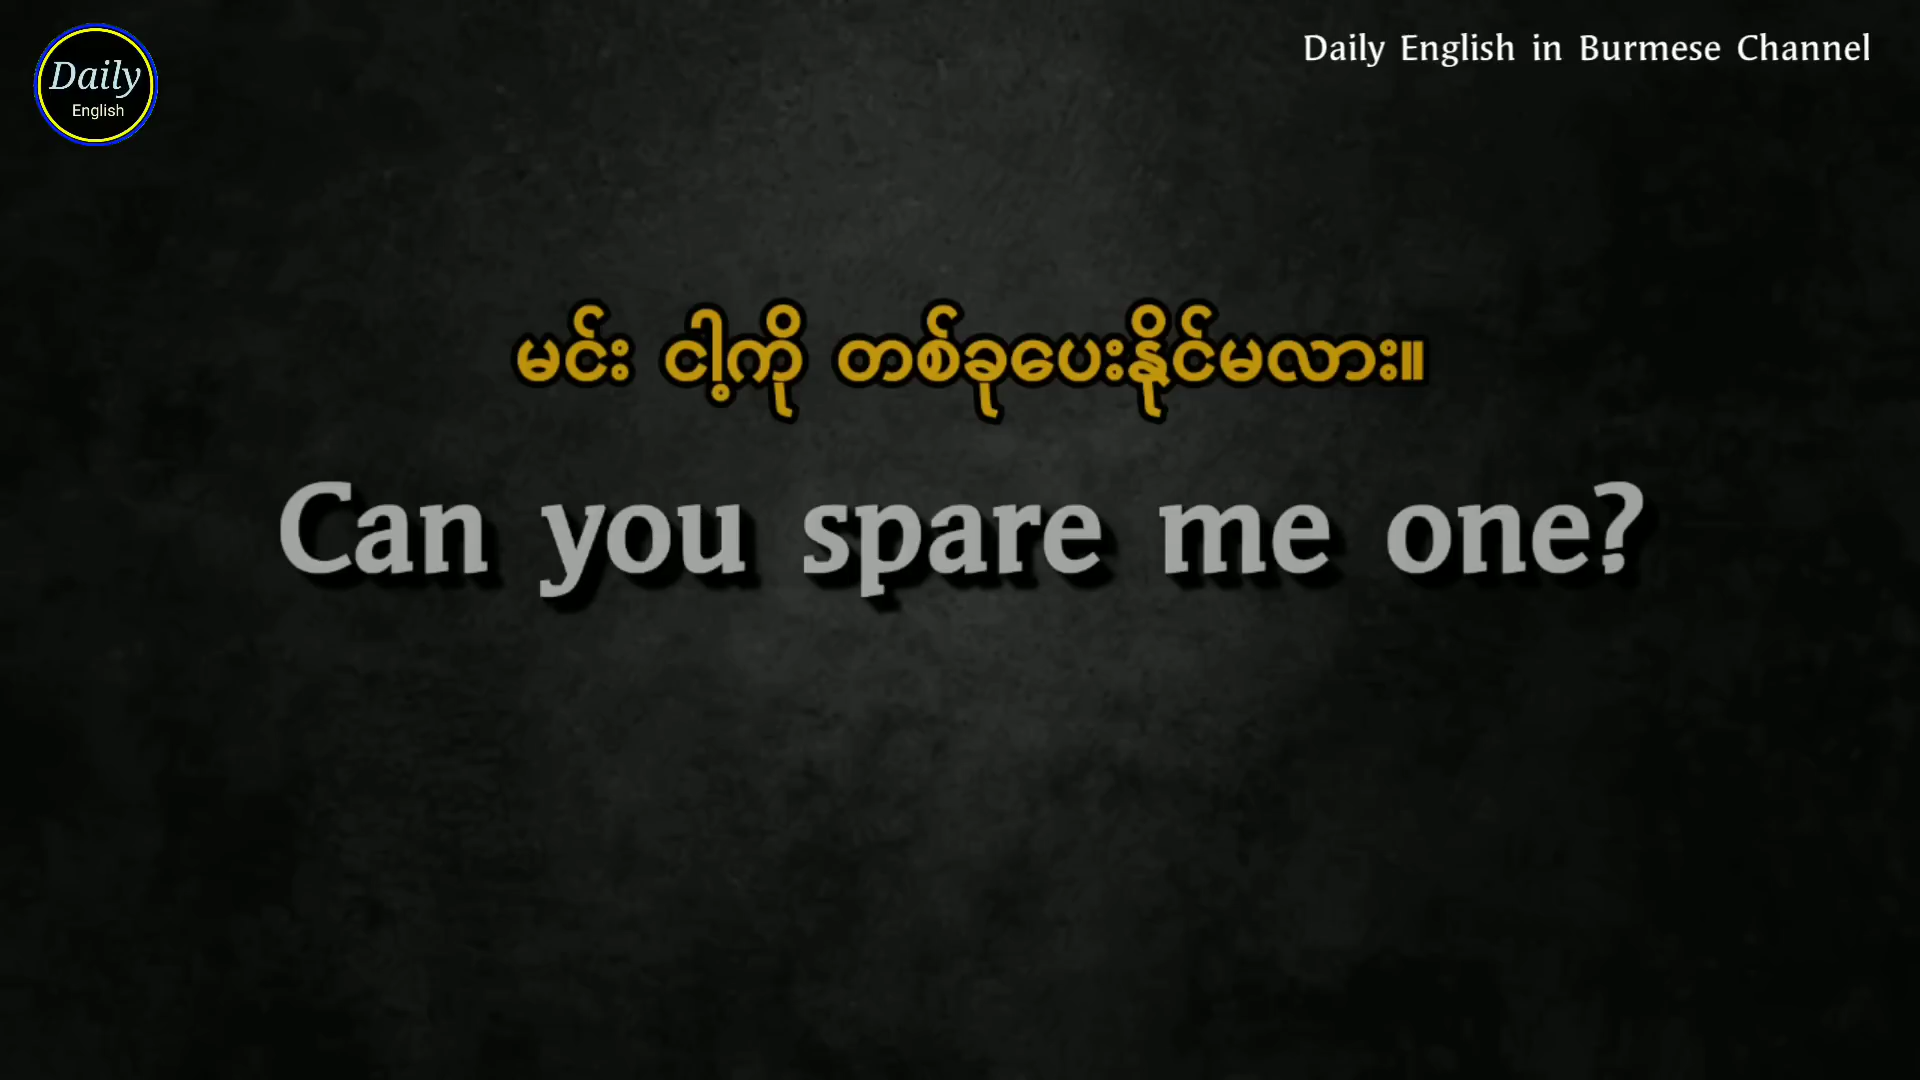 Daily
English
Daily English in Burmese Channel
မင်း ငါ့ကို တစ်ခုပေးနိုင်မလား။
Can you spare me one?